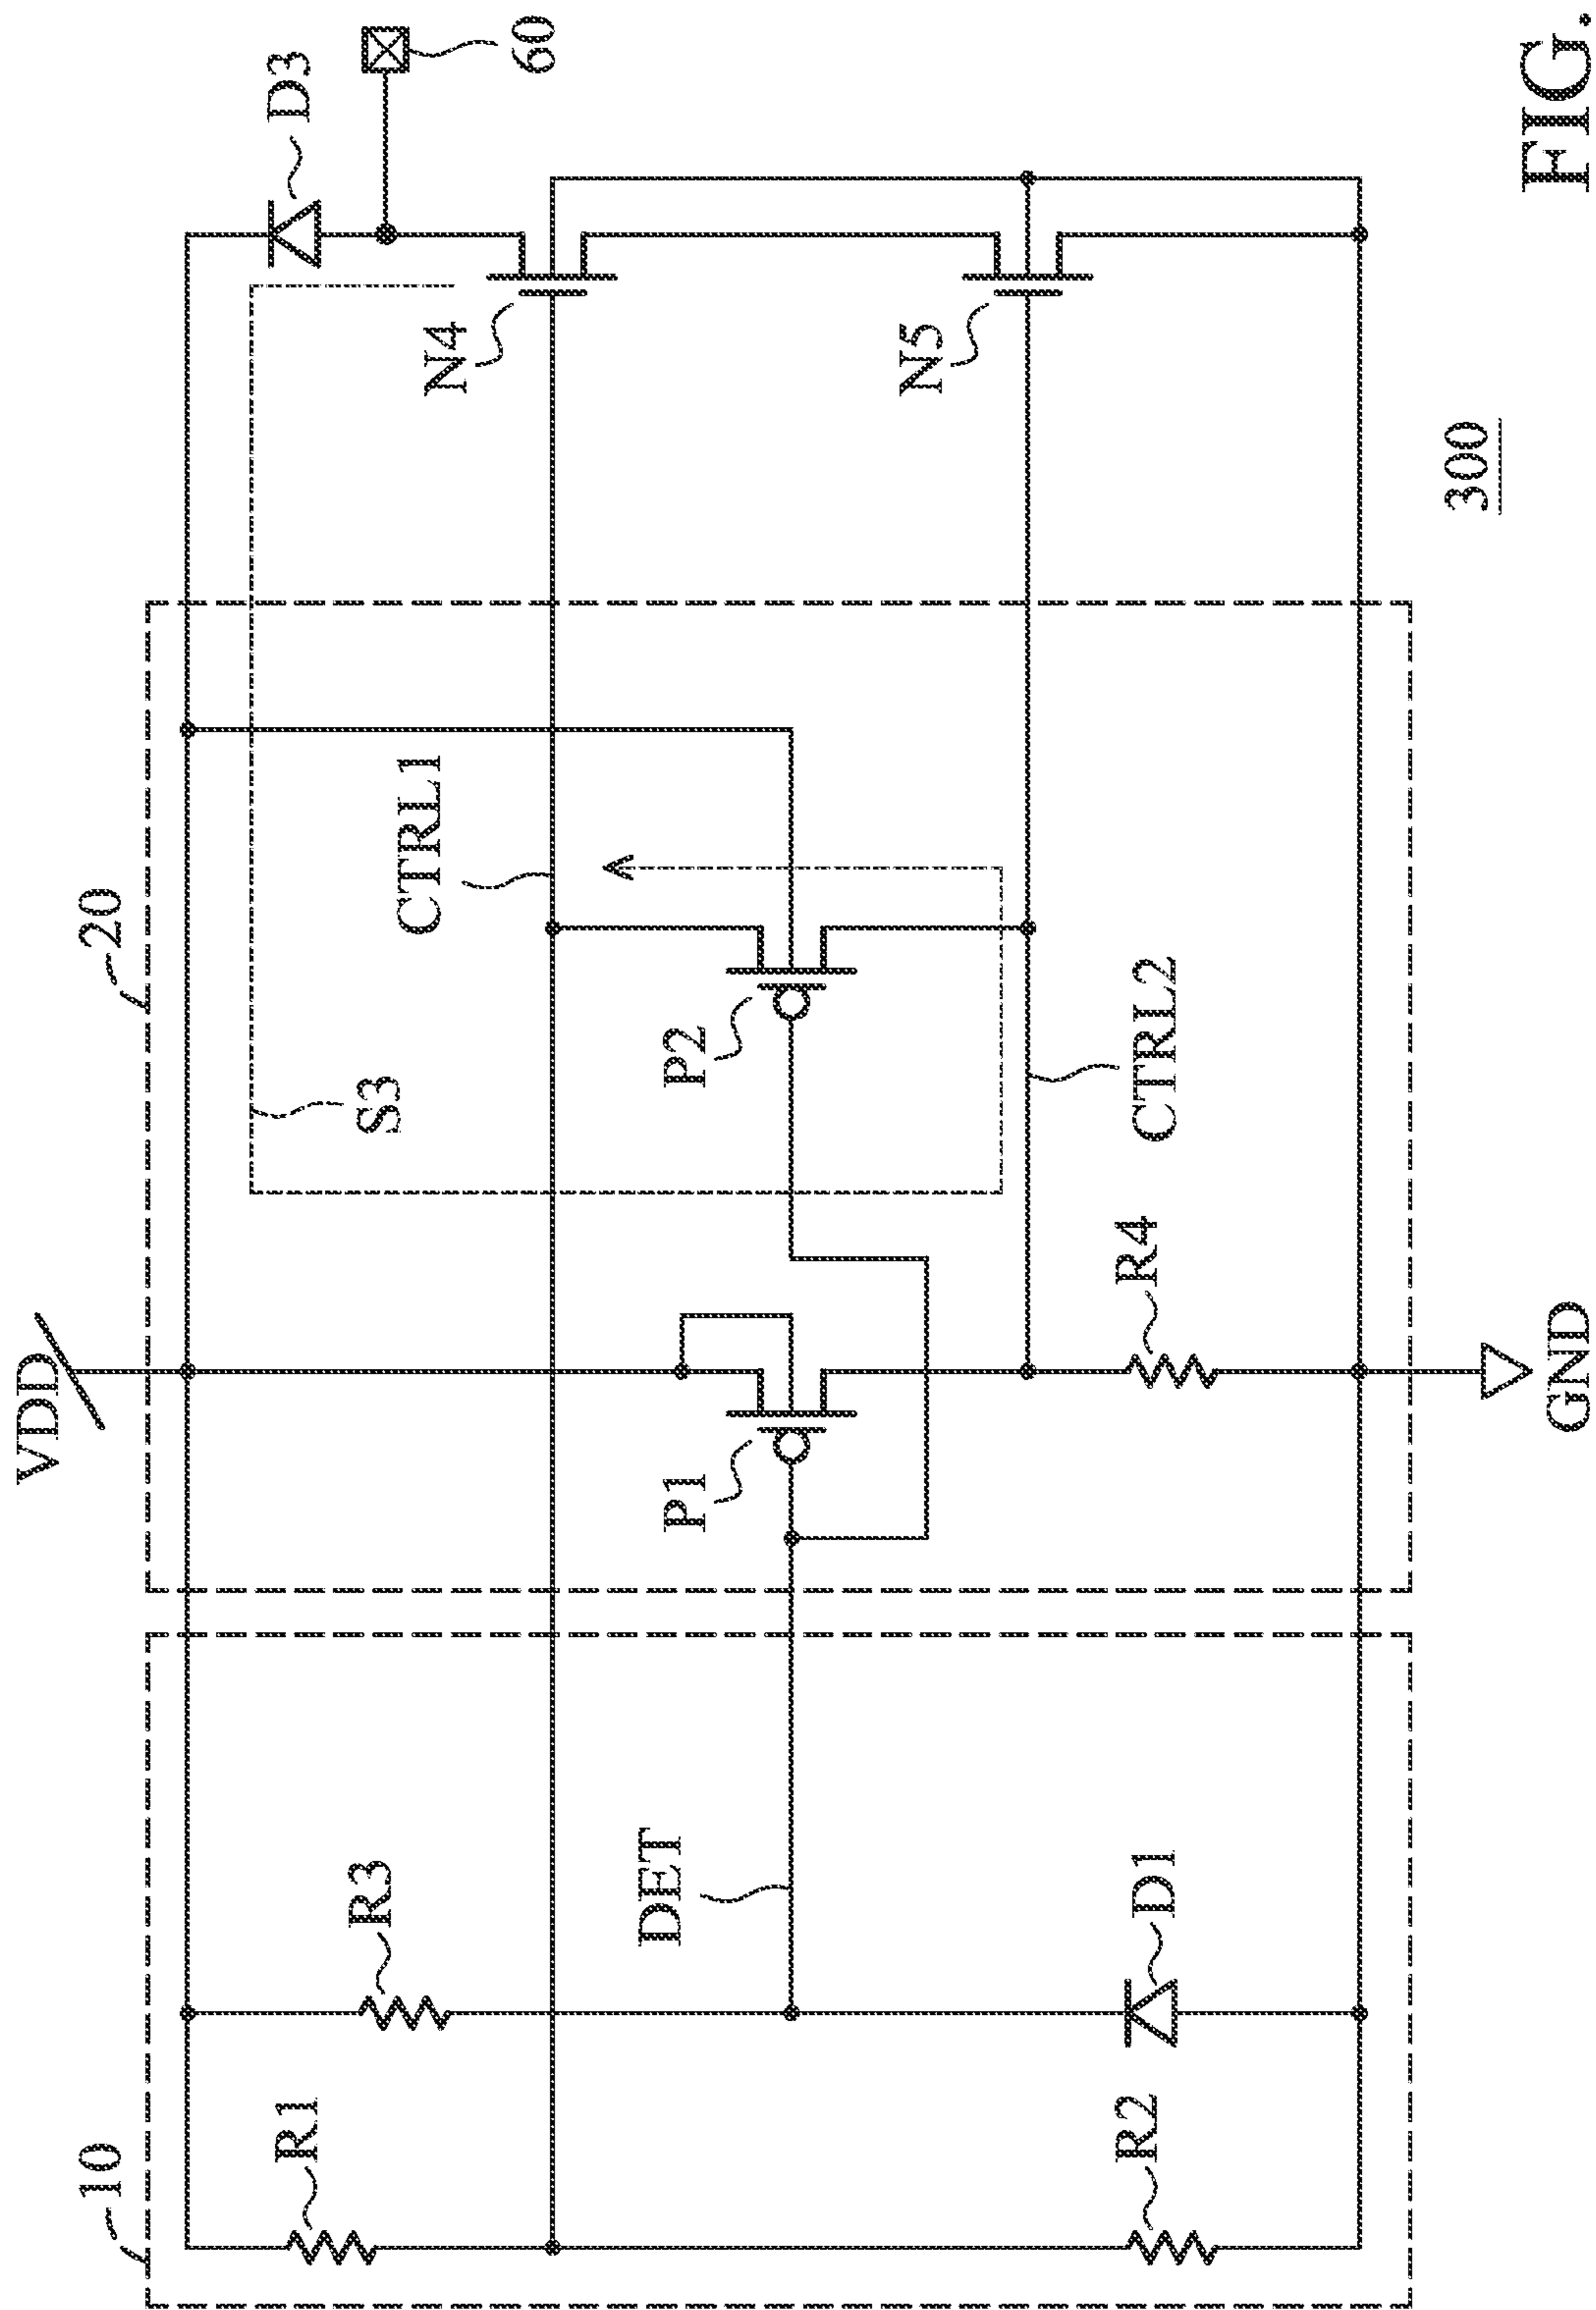 VDD
10
20
R1
R3
S3
CTRL1
D3
60
N4
DET
P1
P2
N5
R2
D1
R4
CTRL2
GND
300
FIG.